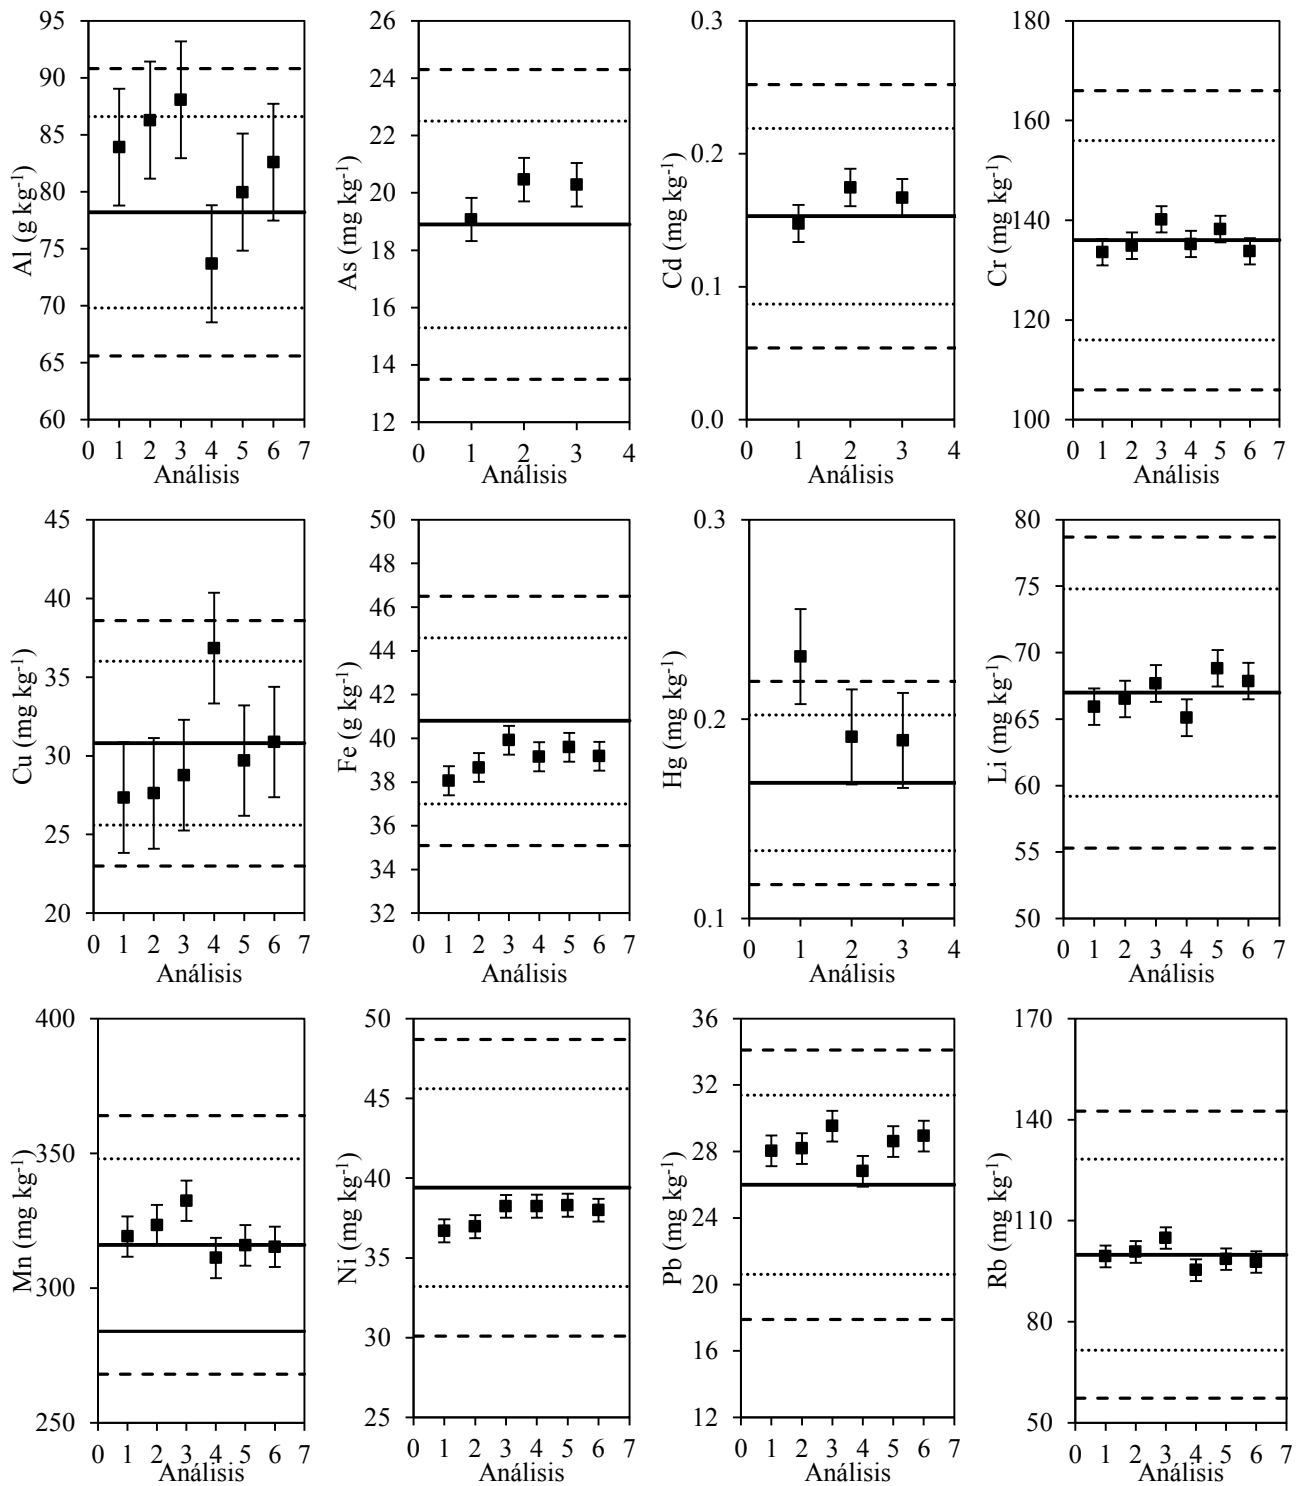 Al (g kg⁻¹)
95
90
85
80
75
70
65
60
0 1 2 3 4 5 6 7
Análisis
As (mg kg⁻¹)
26
24
22
20
18
16
14
12
0 1 2 3 4
Análisis
Cd (mg kg⁻¹)
0.3
0.2
0.1
0.0
0 1 2 3 4
Análisis
Cr (mg kg⁻¹)
180
160
140
120
100
0 1 2 3 4 5 6 7
Análisis
Cu (mg kg⁻¹)
45
40
35
30
25
20
0 1 2 3 4 5 6 7
Análisis
Fe (g kg⁻¹)
50
48
46
44
42
40
38
36
34
32
0 1 2 3 4 5 6 7
Análisis
Hg (mg kg⁻¹)
0.3
0.2
0.1
0 1 2 3 4
Análisis
Li (mg kg⁻¹)
80
75
70
65
60
55
50
0 1 2 3 4 5 6 7
Análisis
Mn (mg kg⁻¹)
400
350
300
250
0 1 2 3 4 5 6 7
Análisis
Ni (mg kg⁻¹)
50
45
40
35
30
25
0 1 2 3 4 5 6 7
Análisis
Pb (mg kg⁻¹)
36
32
28
24
20
16
12
0 1 2 3 4 5 6 7
Análisis
Rb (mg kg⁻¹)
170
140
110
80
50
0 1 2 3 4 5 6 7
Análisis